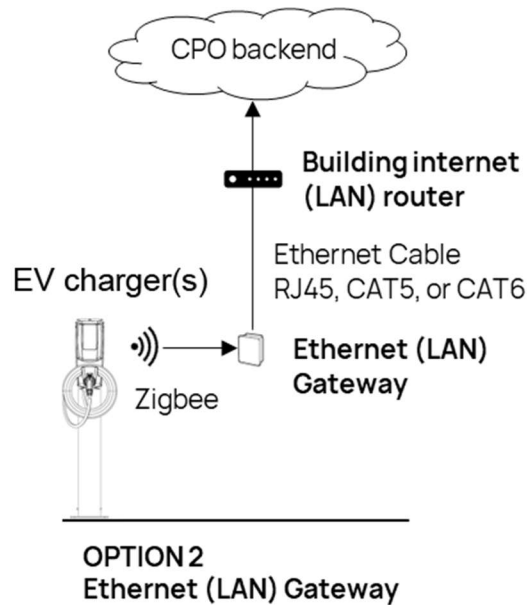 CPO backend
Building internet
(LAN) router
Ethernet Cable
RJ45, CAT5, or CAT6
EV charger(s)
Zigbee
Ethernet (LAN)
Gateway
OPTION 2
Ethernet (LAN) Gateway